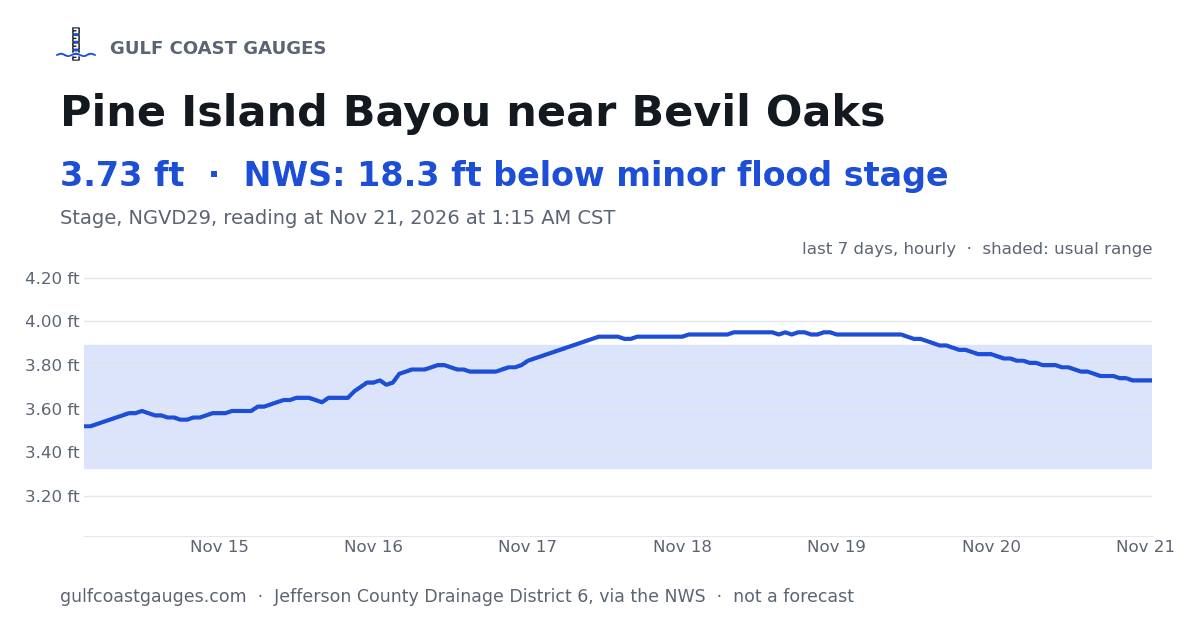 GULF COAST GAUGES
Pine Island Bayou near Bevil Oaks
3.73 ft · NWS: 18.3 ft below minor flood stage
Stage, NGVD29, reading at Nov 21, 2026 at 1:15 AM CST
last 7 days, hourly · shaded: usual range
4.20 ft
4.00 ft
3.80 ft
3.60 ft
3.40 ft
3.20 ft
Nov 15 Nov 16 Nov 17 Nov 18 Nov 19 Nov 20 Nov 21
gulfcoastgauges.com · Jefferson County Drainage District 6, via the NWS · not a forecast